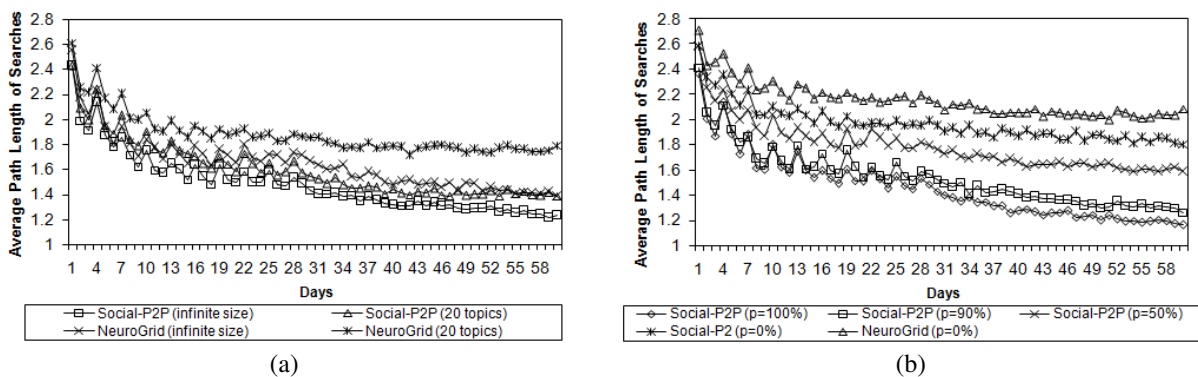 2.8
2.6
2.4
2.2
2
1.8
1.6
1.4
1.2
1
Average Path Length of Searches
1 4 7 10 13 16 19 22 25 28 31 34 37 40 43 46 49 52 55 58
Days
Social-P2P (infinite size) Social-P2P (20 topics)
NeuroGrid (infinite size) NeuroGrid (20 topics)
(a)
2.8
2.6
2.4
2.2
2
1.8
1.6
1.4
1.2
1
Average Path Length of Searches
1 4 7 10 13 16 19 22 25 28 31 34 37 40 43 46 49 52 55 58
Days
Social-P2P (p=100%) Social-P2P (p=90%) Social-P2P (p=50%)
Social-P2 (p=0%) NeuroGrid (p=0%)
(b)